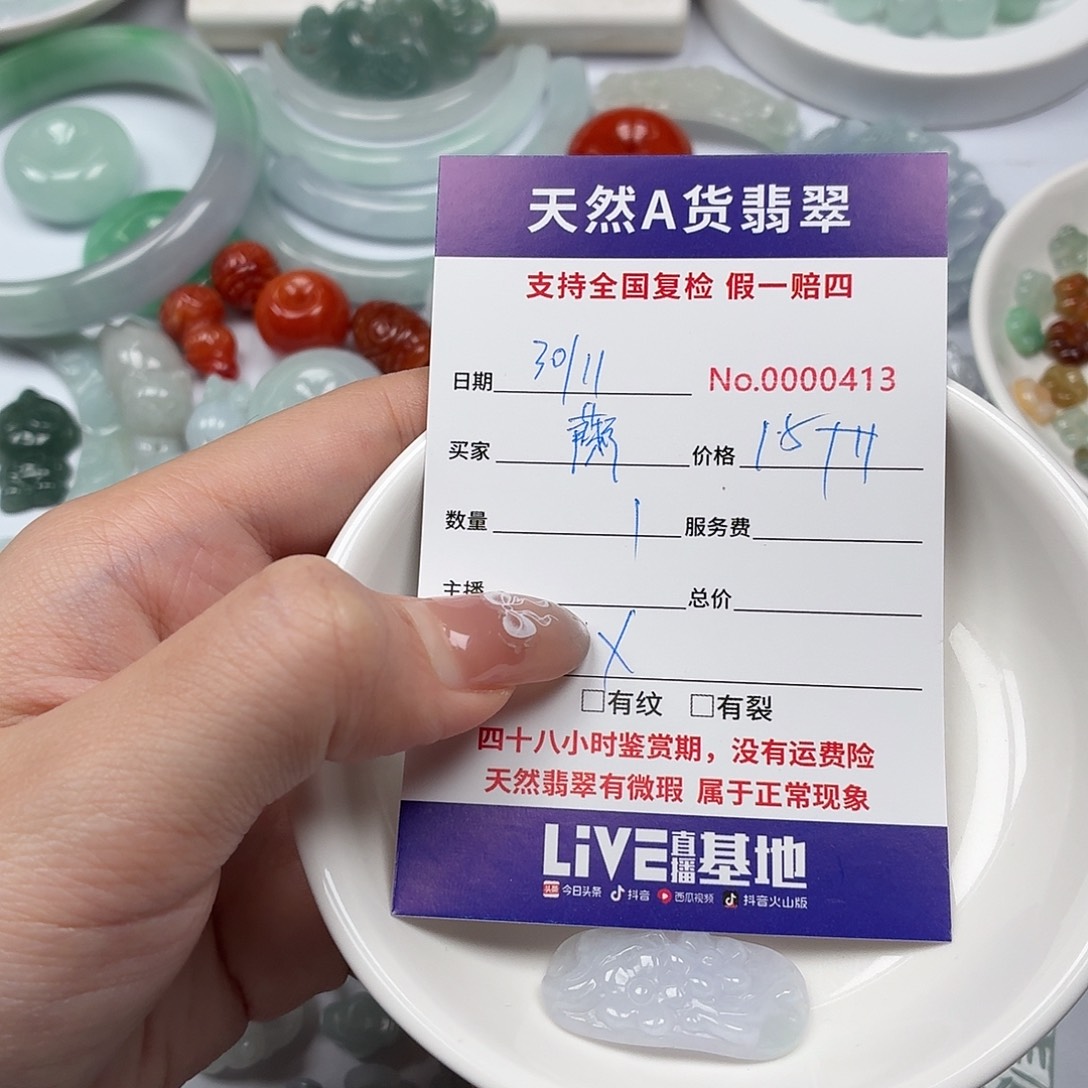 天然A货翡翠
支持全国复检 假一赔四
日期 30/11 No.0000413
买家 价格
数量 1 服务费
主播 总价
X
□有纹 □有裂
四十八小时鉴赏期，没有运费险
天然翡翠有微瑕 属于正常现象
LiVE直播基地
头条 今日头条 抖音 西瓜视频 抖音火山版